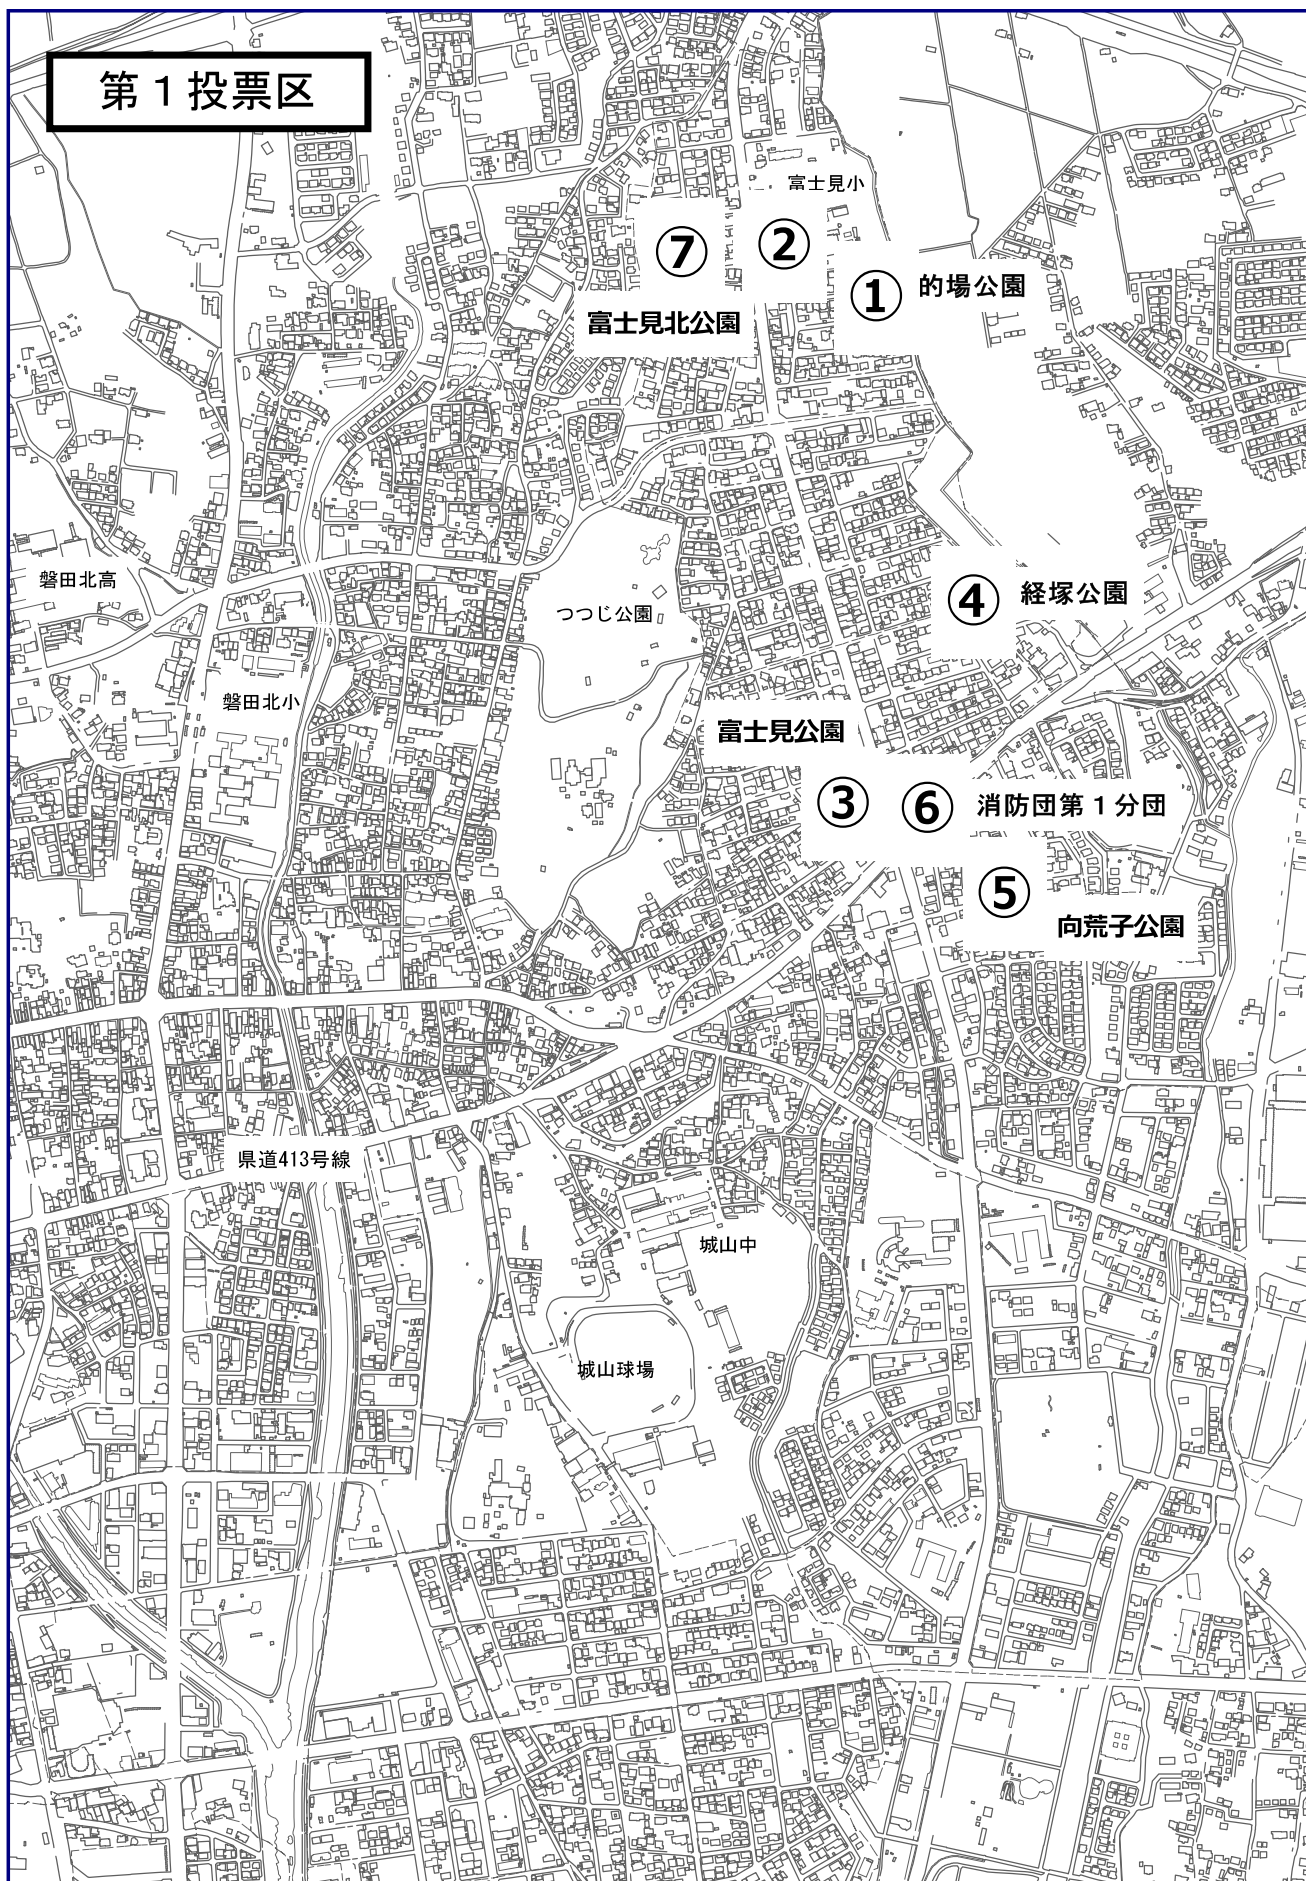 第１投票区
富士見小
⑦
②
①
的場公園
富士見北公園
磐田北高
④
経塚公園
つつじ公園
磐田北小
富士見公園
③
⑥
消防団第１分団
⑤
向荒子公園
県道413号線
城山中
城山球場